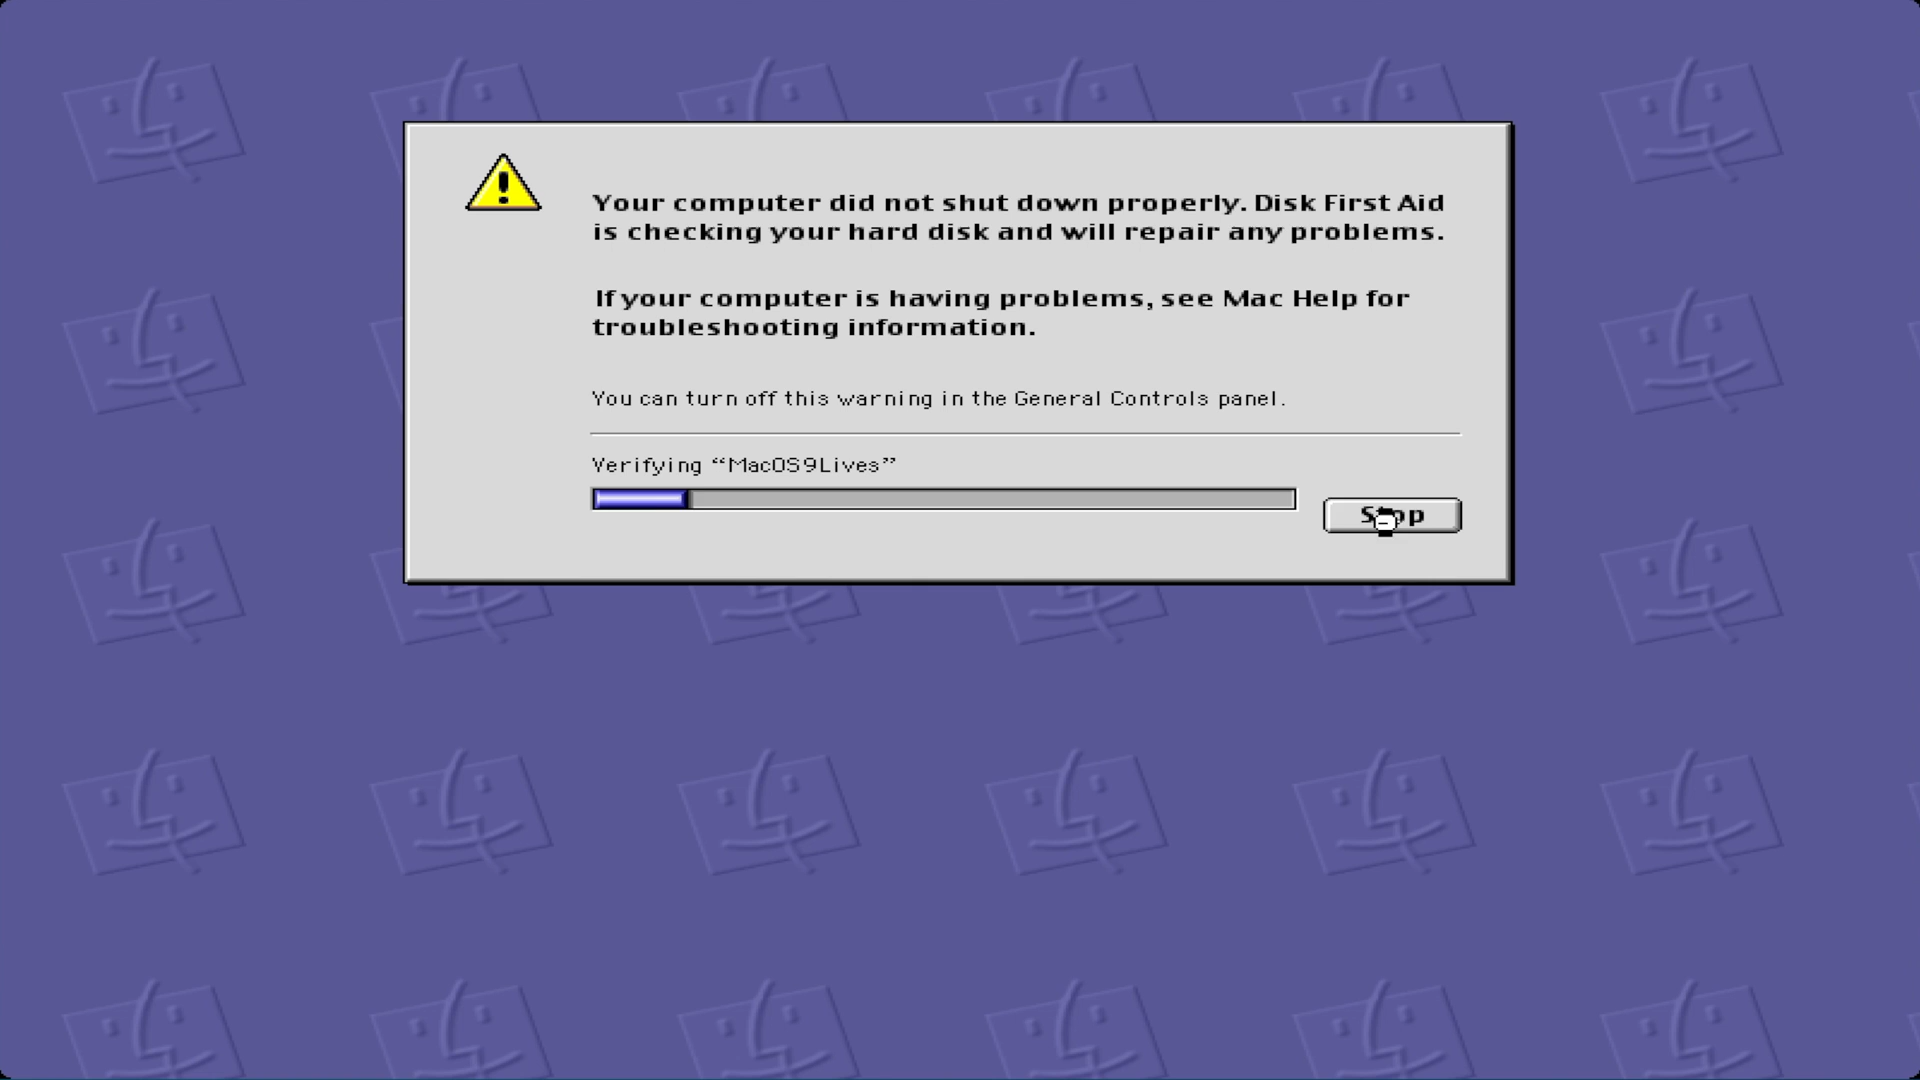 Your computer did not shut down properly. Disk First Aid
is checking your hard disk and will repair any problems.
If your computer is having problems, see Mac Help for
troubleshooting information.
You can turn off this warning in the General Controls panel.
Verifying “MacOS9Lives”
Stop